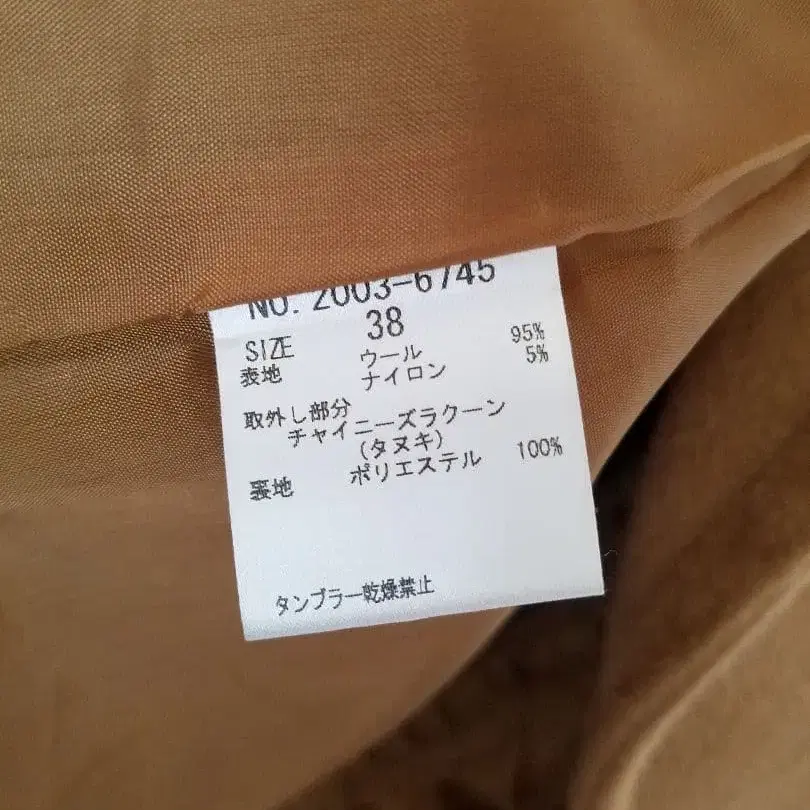 NO. 2003-6745
SIZE 38
表地 ウール 95%
ナイロン 5%
取外し部分
チャイニーズラクーン
(タヌキ)
裏地 ポリエステル 100%
タンブラー乾燥禁止